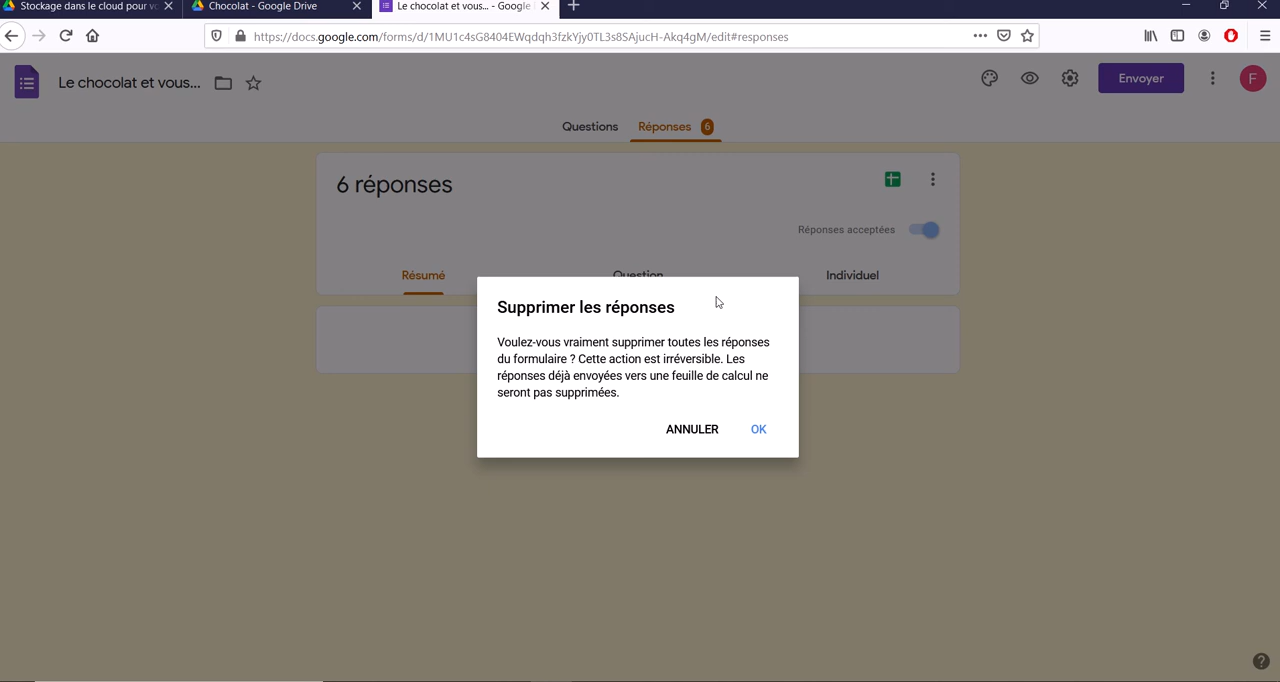 Stockage dans le cloud pour v
Chocolat - Google Drive
Le chocolat et vous... - Google
https://docs.google.com/forms/d/1MU1c4sG8404EWqdqh3fzkYjy0TL3s8SAjucH-Akq4gM/edit#responses
Le chocolat et vous...
Envoyer
F
Questions
Réponses 6
6 réponses
Réponses acceptées
Résumé
Question
Individuel
Supprimer les réponses
Voulez-vous vraiment supprimer toutes les réponses
du formulaire ? Cette action est irréversible. Les
réponses déjà envoyées vers une feuille de calcul ne
seront pas supprimées.
ANNULER
OK